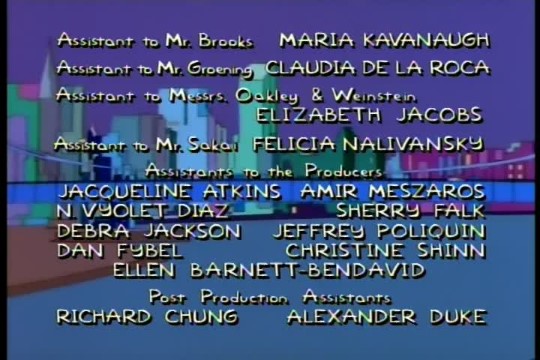 Assistant to Mr. Brooks MARIA KAVANAUGH
Assistant to Mr. Groening CLAUDIA DE LA ROCA
Assistant to Messrs. Oakley & Weinstein
ELIZABETH JACOBS
Assistant to Mr. Sakai FELICIA NALIVANSKY
Assistants to the Producers
JACQUELINE ATKINS AMIR MESZAROS
N. VYOLET DIAZ SHERRY FALK
DEBRA JACKSON JEFFREY POLIQUIN
DAN FYBEL CHRISTINE SHINN
ELLEN BARNETT-BENDAVID
Post Production Assistants
RICHARD CHUNG ALEXANDER DUKE